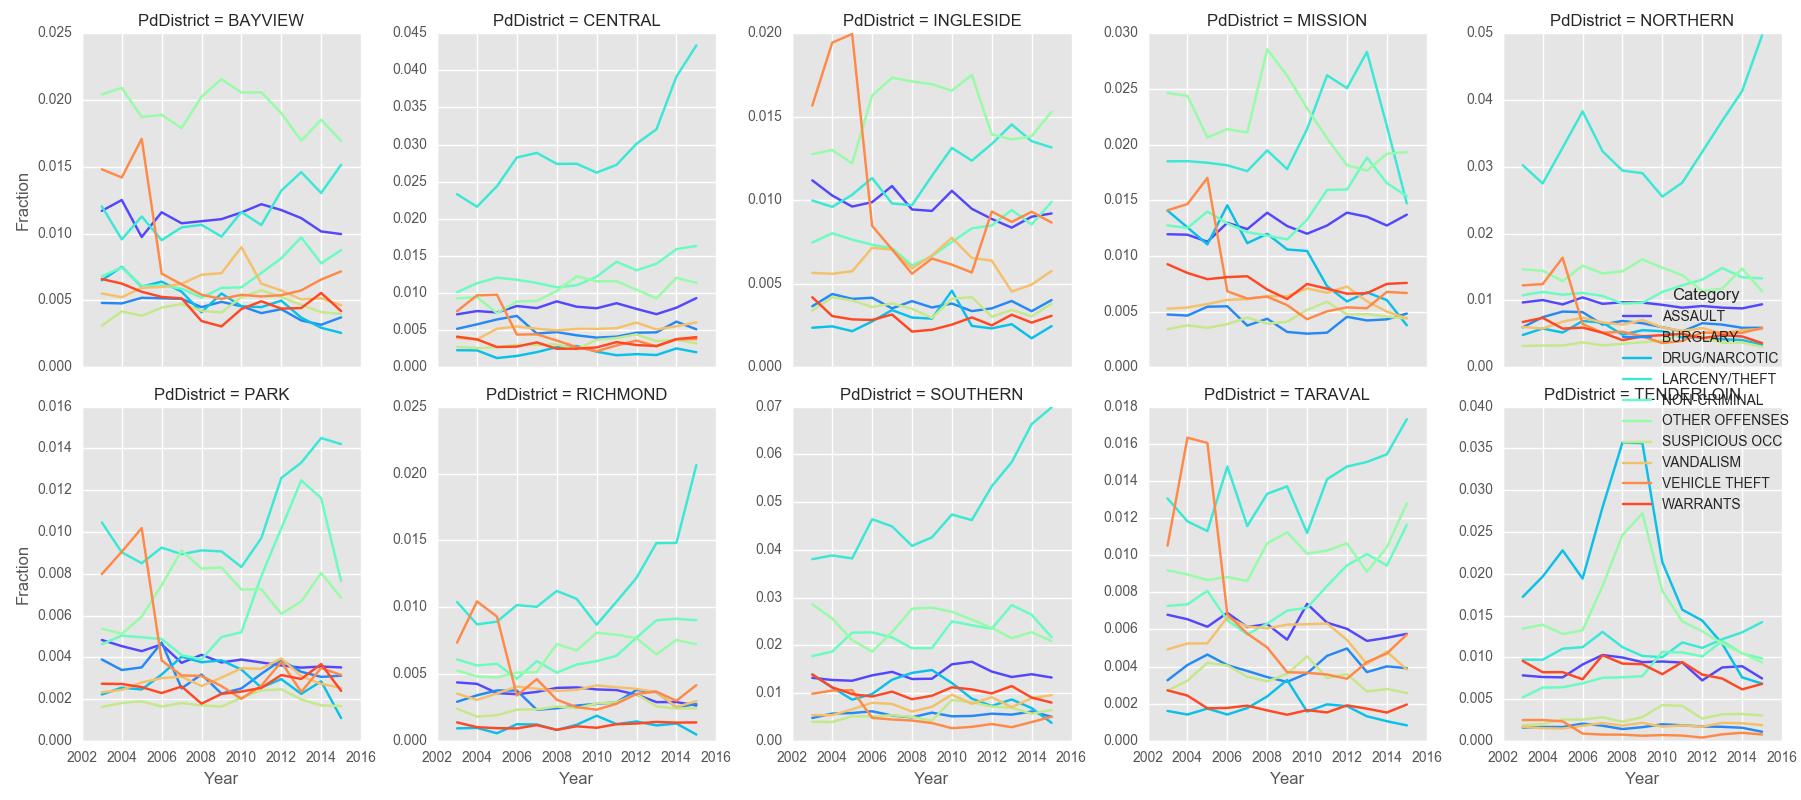 PdDistrict = BAYVIEW
0.025
0.020
0.015
0.010
0.005
0.000
Fraction
PdDistrict = CENTRAL
0.045
0.040
0.035
0.030
0.025
0.020
0.015
0.010
0.005
0.000
PdDistrict = INGLESIDE
0.020
0.015
0.010
0.005
0.000
PdDistrict = MISSION
0.030
0.025
0.020
0.015
0.010
0.005
0.000
PdDistrict = NORTHERN
0.05
0.04
0.03
0.02
0.01
0.00
Category
ASSAULT
BURGLARY
DRUG/NARCOTIC
LARCENY/THEFT
NON-CRIMINAL
OTHER OFFENSES
SUSPICIOUS OCC
VANDALISM
VEHICLE THEFT
WARRANTS
PdDistrict = PARK
0.016
0.014
0.012
0.010
0.008
0.006
0.004
0.002
0.000
Fraction
2002 2004 2006 2008 2010 2012 2014 2016
Year
PdDistrict = RICHMOND
0.025
0.020
0.015
0.010
0.005
0.000
2002 2004 2006 2008 2010 2012 2014 2016
Year
PdDistrict = SOUTHERN
0.07
0.06
0.05
0.04
0.03
0.02
0.01
0.00
2002 2004 2006 2008 2010 2012 2014 2016
Year
PdDistrict = TARAVAL
0.018
0.016
0.014
0.012
0.010
0.008
0.006
0.004
0.002
0.000
2002 2004 2006 2008 2010 2012 2014 2016
Year
PdDistrict = TENDERLOIN
0.040
0.035
0.030
0.025
0.020
0.015
0.010
0.005
0.000
2002 2004 2006 2008 2010 2012 2014 2016
Year